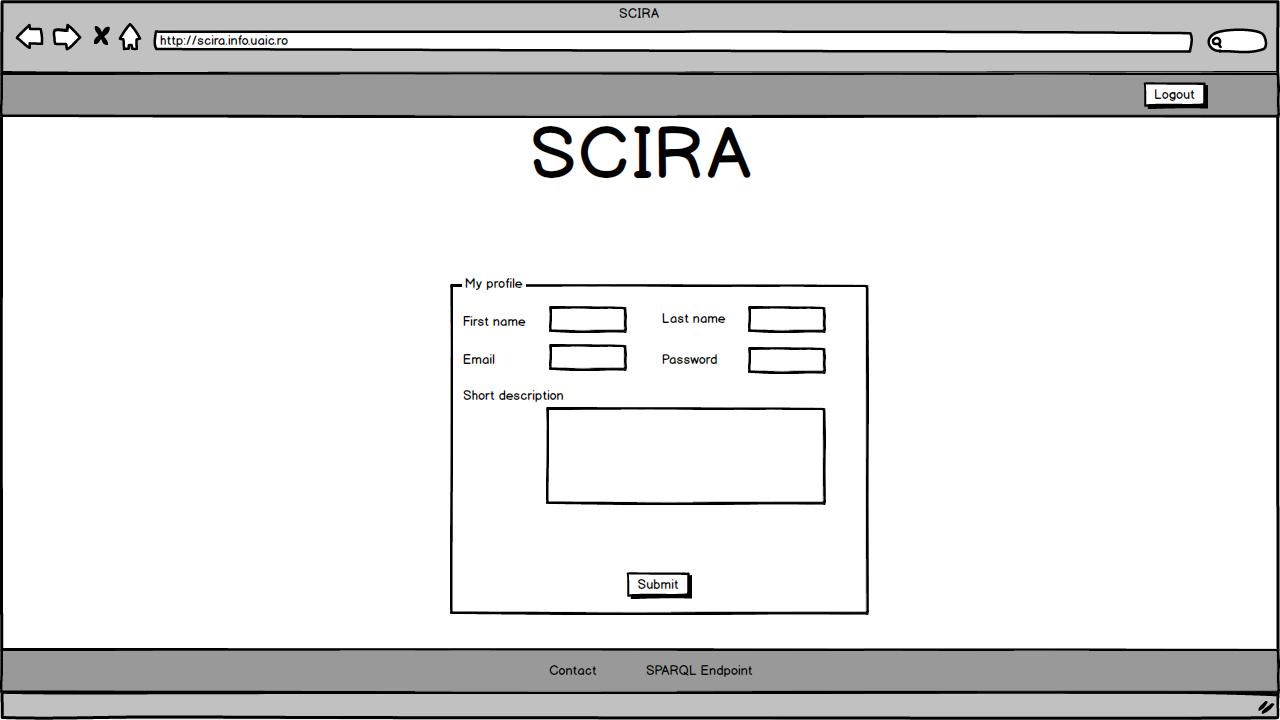 SCIRA
http://scira.info.uaic.ro
Logout
SCIRA
My profile
First name
Last name
Email
Password
Short description
Submit
Contact
SPARQL Endpoint